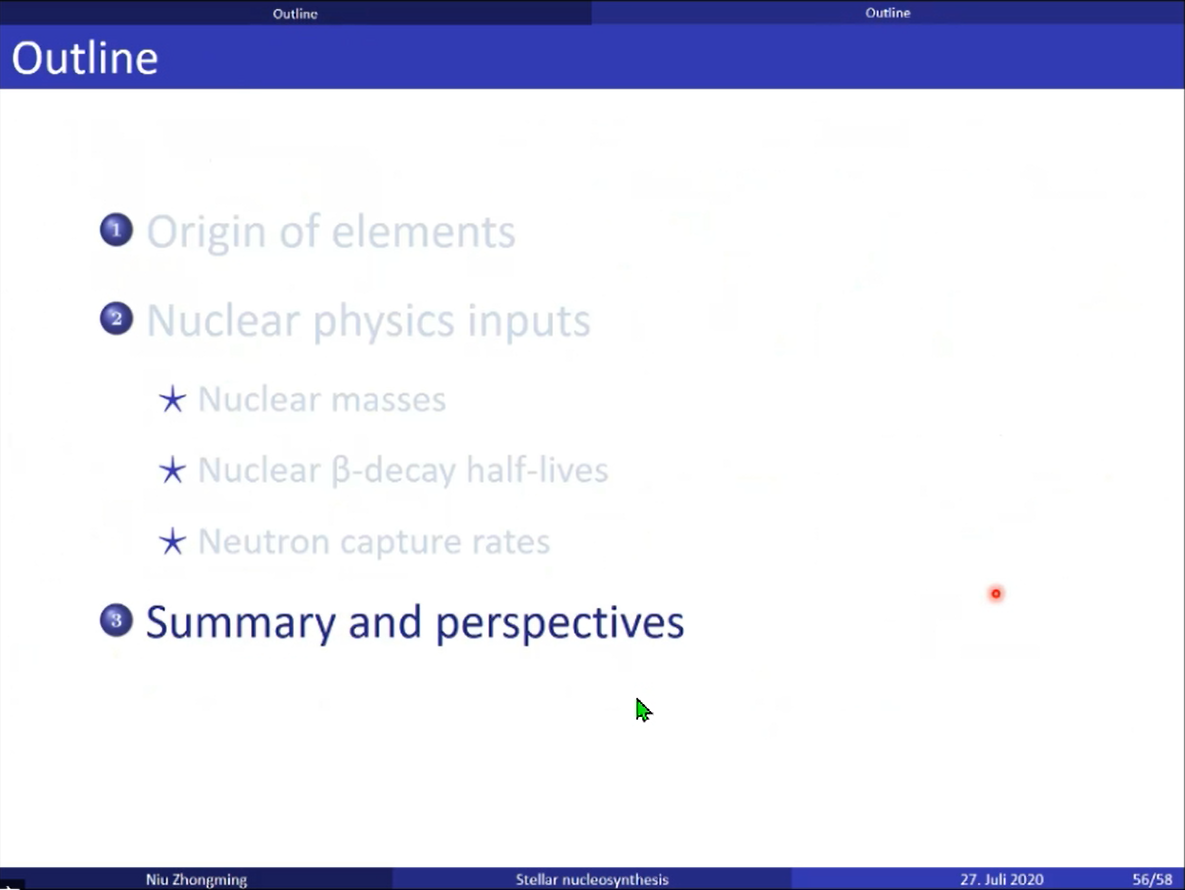 Outline
Outline
Outline
1 Origin of elements
2 Nuclear physics inputs
Nuclear masses
Nuclear β-decay half-lives
Neutron capture rates
3 Summary and perspectives
Niu Zhongming
Stellar nucleosynthesis
27. Juli 2020
56/58